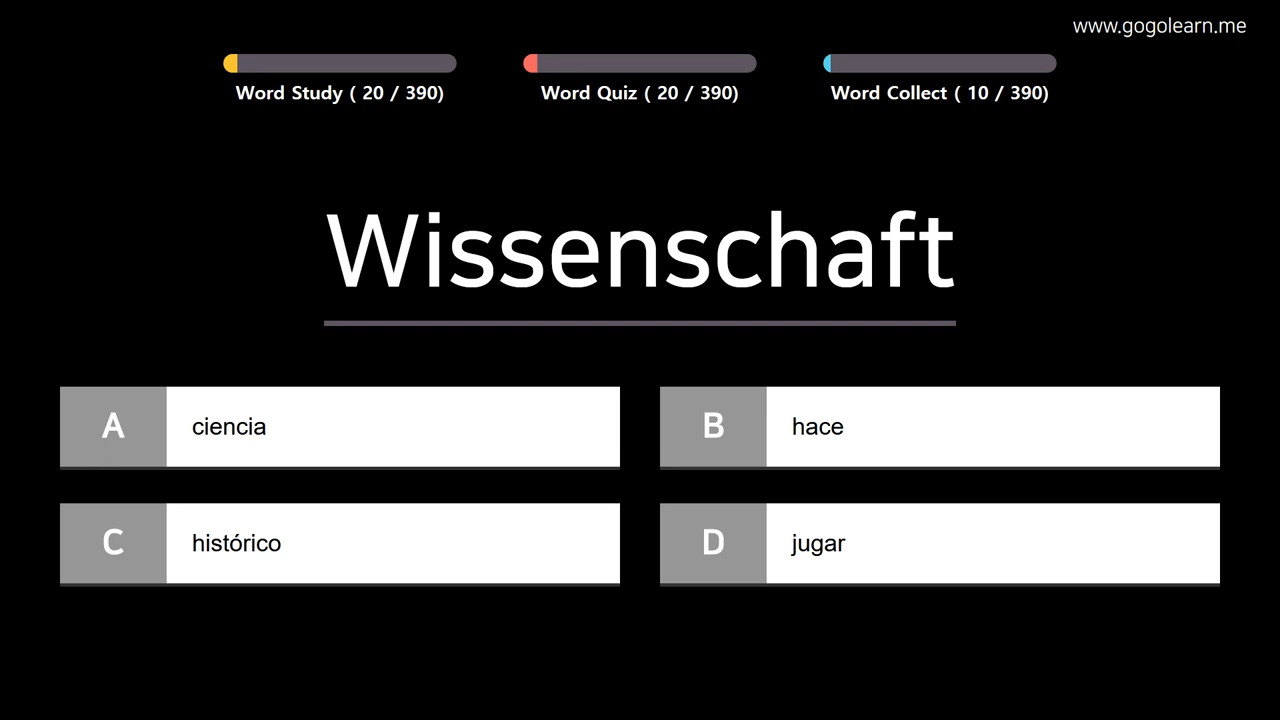 www.gogolearn.me
Word Study ( 20 / 390)
Word Quiz ( 20 / 390)
Word Collect ( 10 / 390)
Wissenschaft
A ciencia
B hace
C histórico
D jugar